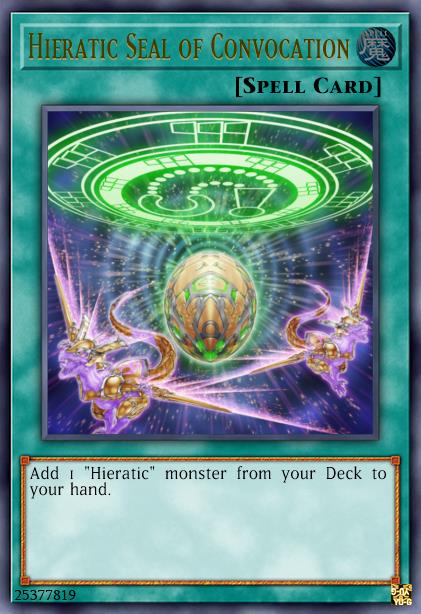 Hieratic Seal of Convocation
魔
[Spell Card]
Add 1 "Hieratic" monster from your Deck to
your hand.
25377819